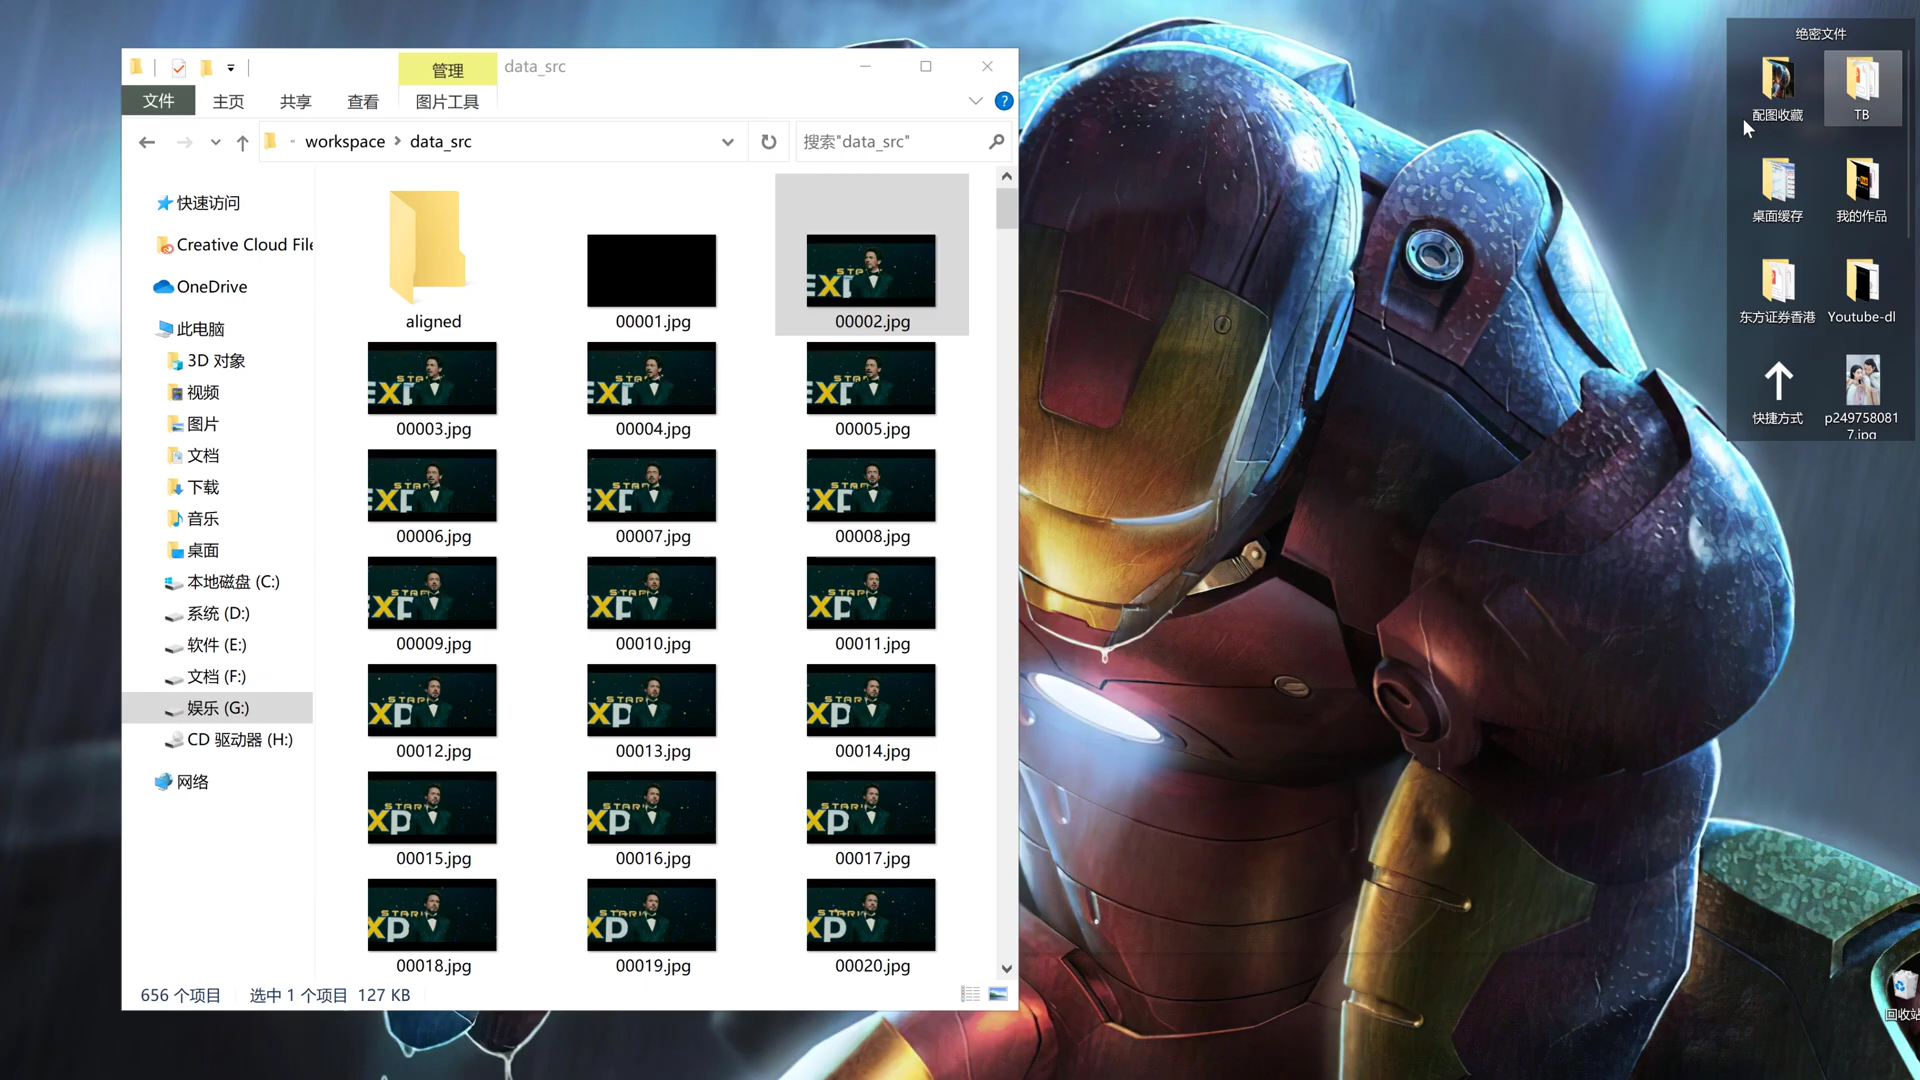 管理
data_src
文件
主页
共享
查看
图片工具
workspace
data_src
搜索"data_src"
快速访问
Creative Cloud File
OneDrive
此电脑
3D 对象
视频
图片
文档
下载
音乐
桌面
本地磁盘 (C:)
系统 (D:)
软件 (E:)
文档 (F:)
娱乐 (G:)
CD 驱动器 (H:)
网络
aligned
00001.jpg
00002.jpg
00003.jpg
00004.jpg
00005.jpg
00006.jpg
00007.jpg
00008.jpg
00009.jpg
00010.jpg
00011.jpg
00012.jpg
00013.jpg
00014.jpg
00015.jpg
00016.jpg
00017.jpg
00018.jpg
00019.jpg
00020.jpg
656 个项目
选中 1 个项目 127 KB
绝密文件
配图收藏
TB
桌面缓存
我的作品
东方证券香港
Youtube-dl
快捷方式
p249758081
7.jpg
回收站